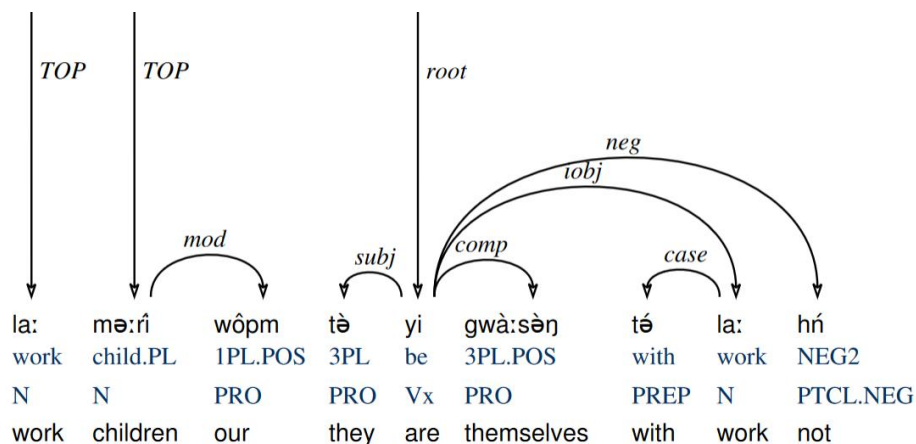 TOP TOP root
neg
iobj
mod subj comp case
laː məːrî wôpm tə̀ yi gwàːsə̀ŋ tə́ laː hń
work child.PL 1PL.POS 3PL be 3PL.POS with work NEG2
N N PRO PRO Vx PRO PREP N PTCL.NEG
work children our they are themselves with work not